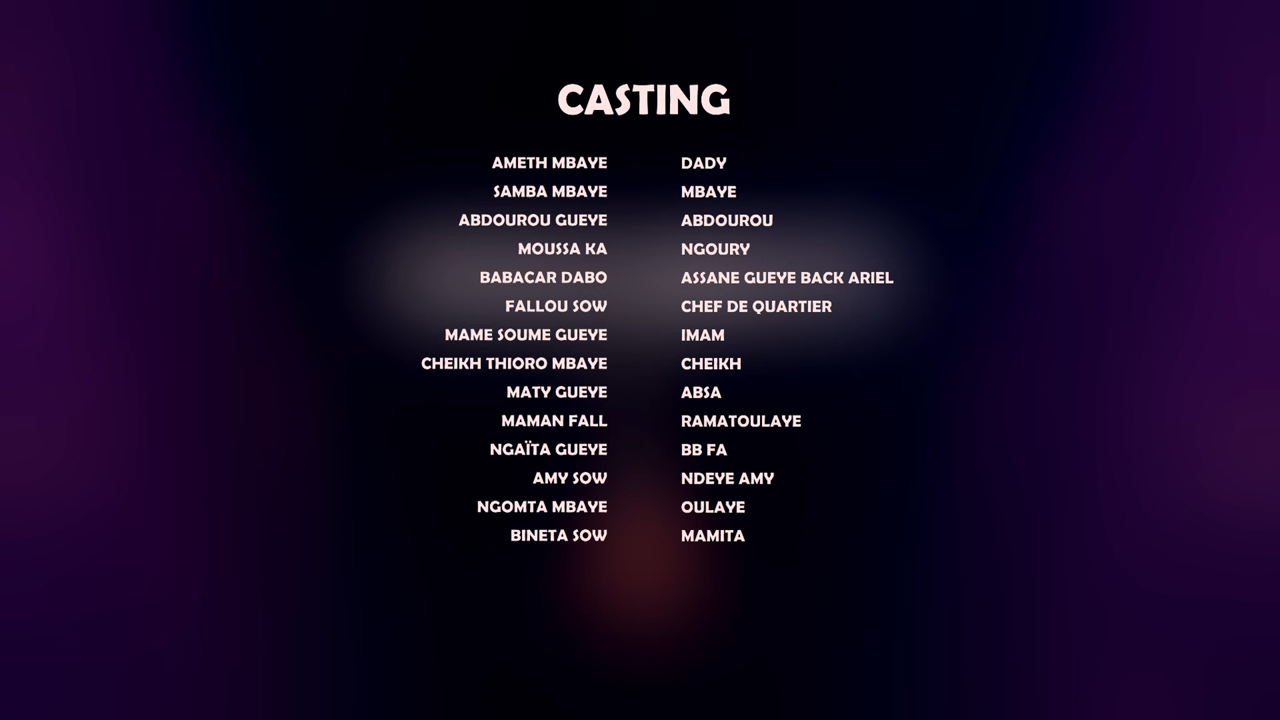 CASTING
AMETH MBAYE DADY
SAMBA MBAYE MBAYE
ABDOUROU GUEYE ABDOUROU
MOUSSA KA NGOURY
BABACAR DABO ASSANE GUEYE BACK ARIEL
FALLOU SOW CHEF DE QUARTIER
MAME SOUME GUEYE IMAM
CHEIKH THIORO MBAYE CHEIKH
MATY GUEYE ABSA
MAMAN FALL RAMATOULAYE
NGAÏTA GUEYE BB FA
AMY SOW NDEYE AMY
NGOMTA MBAYE OULAYE
BINETA SOW MAMITA